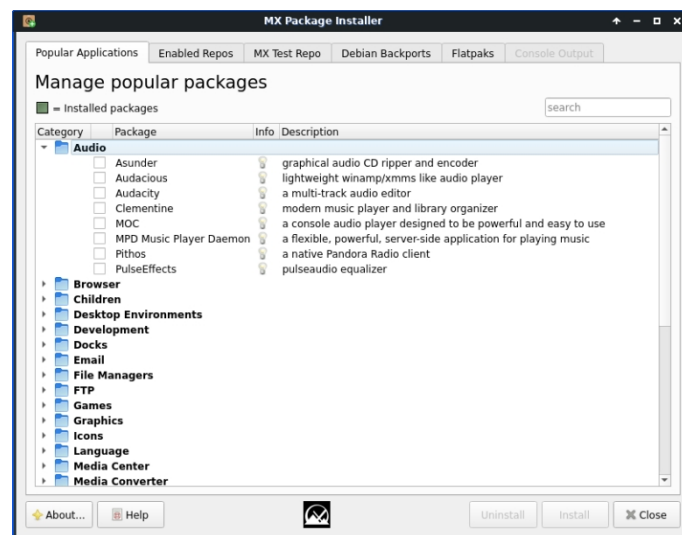 MX Package Installer
Popular Applications Enabled Repos MX Test Repo Debian Backports Flatpaks Console Output
Manage popular packages
= Installed packages search
Category Package Info Description
Audio
Asunder graphical audio CD ripper and encoder
Audacious lightweight winamp/xmms like audio player
Audacity a multi-track audio editor
Clementine modern music player and library organizer
MOC a console audio player designed to be powerful and easy to use
MPD Music Player Daemon a flexible, powerful, server-side application for playing music
Pithos a native Pandora Radio client
PulseEffects pulseaudio equalizer
Browser
Children
Desktop Environments
Development
Docks
Email
File Managers
FTP
Games
Graphics
Icons
Language
Media Center
Media Converter
About... Help Uninstall Install Close